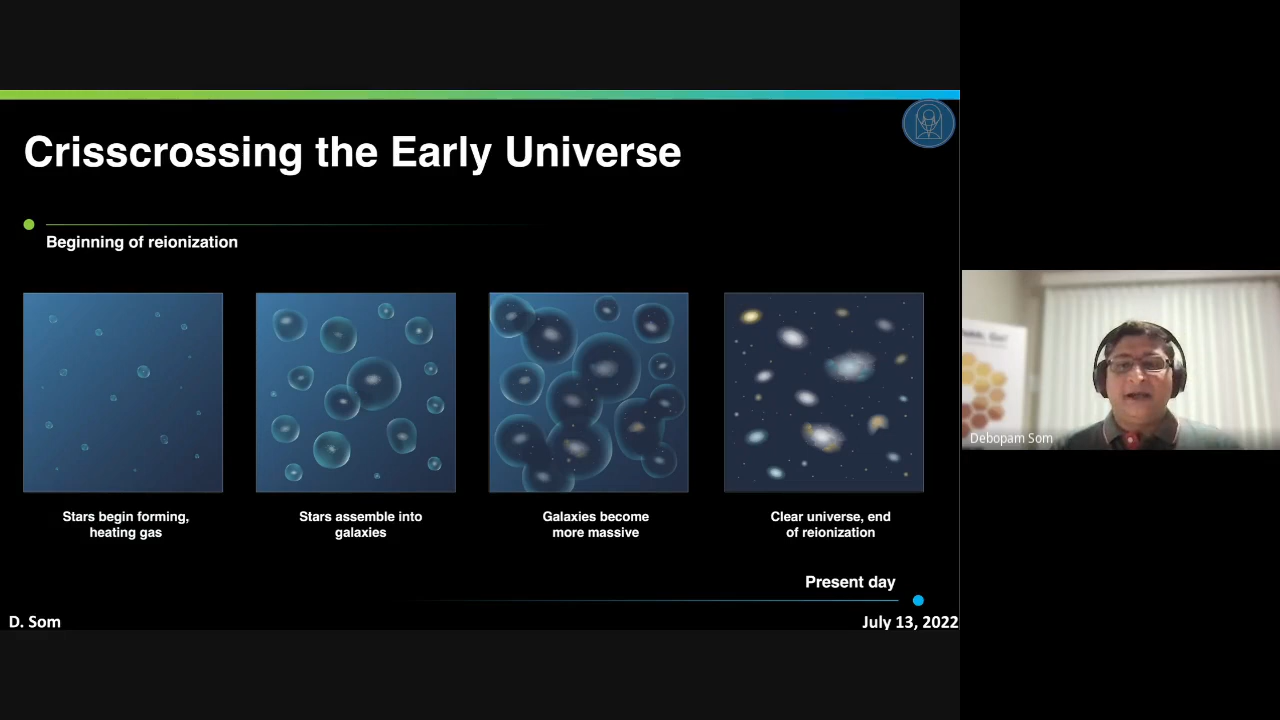 Crisscrossing the Early Universe
Beginning of reionization
Stars begin forming,
heating gas
Stars assemble into
galaxies
Galaxies become
more massive
Clear universe, end
of reionization
Present day
D. Som
July 13, 2022
Debopam Som